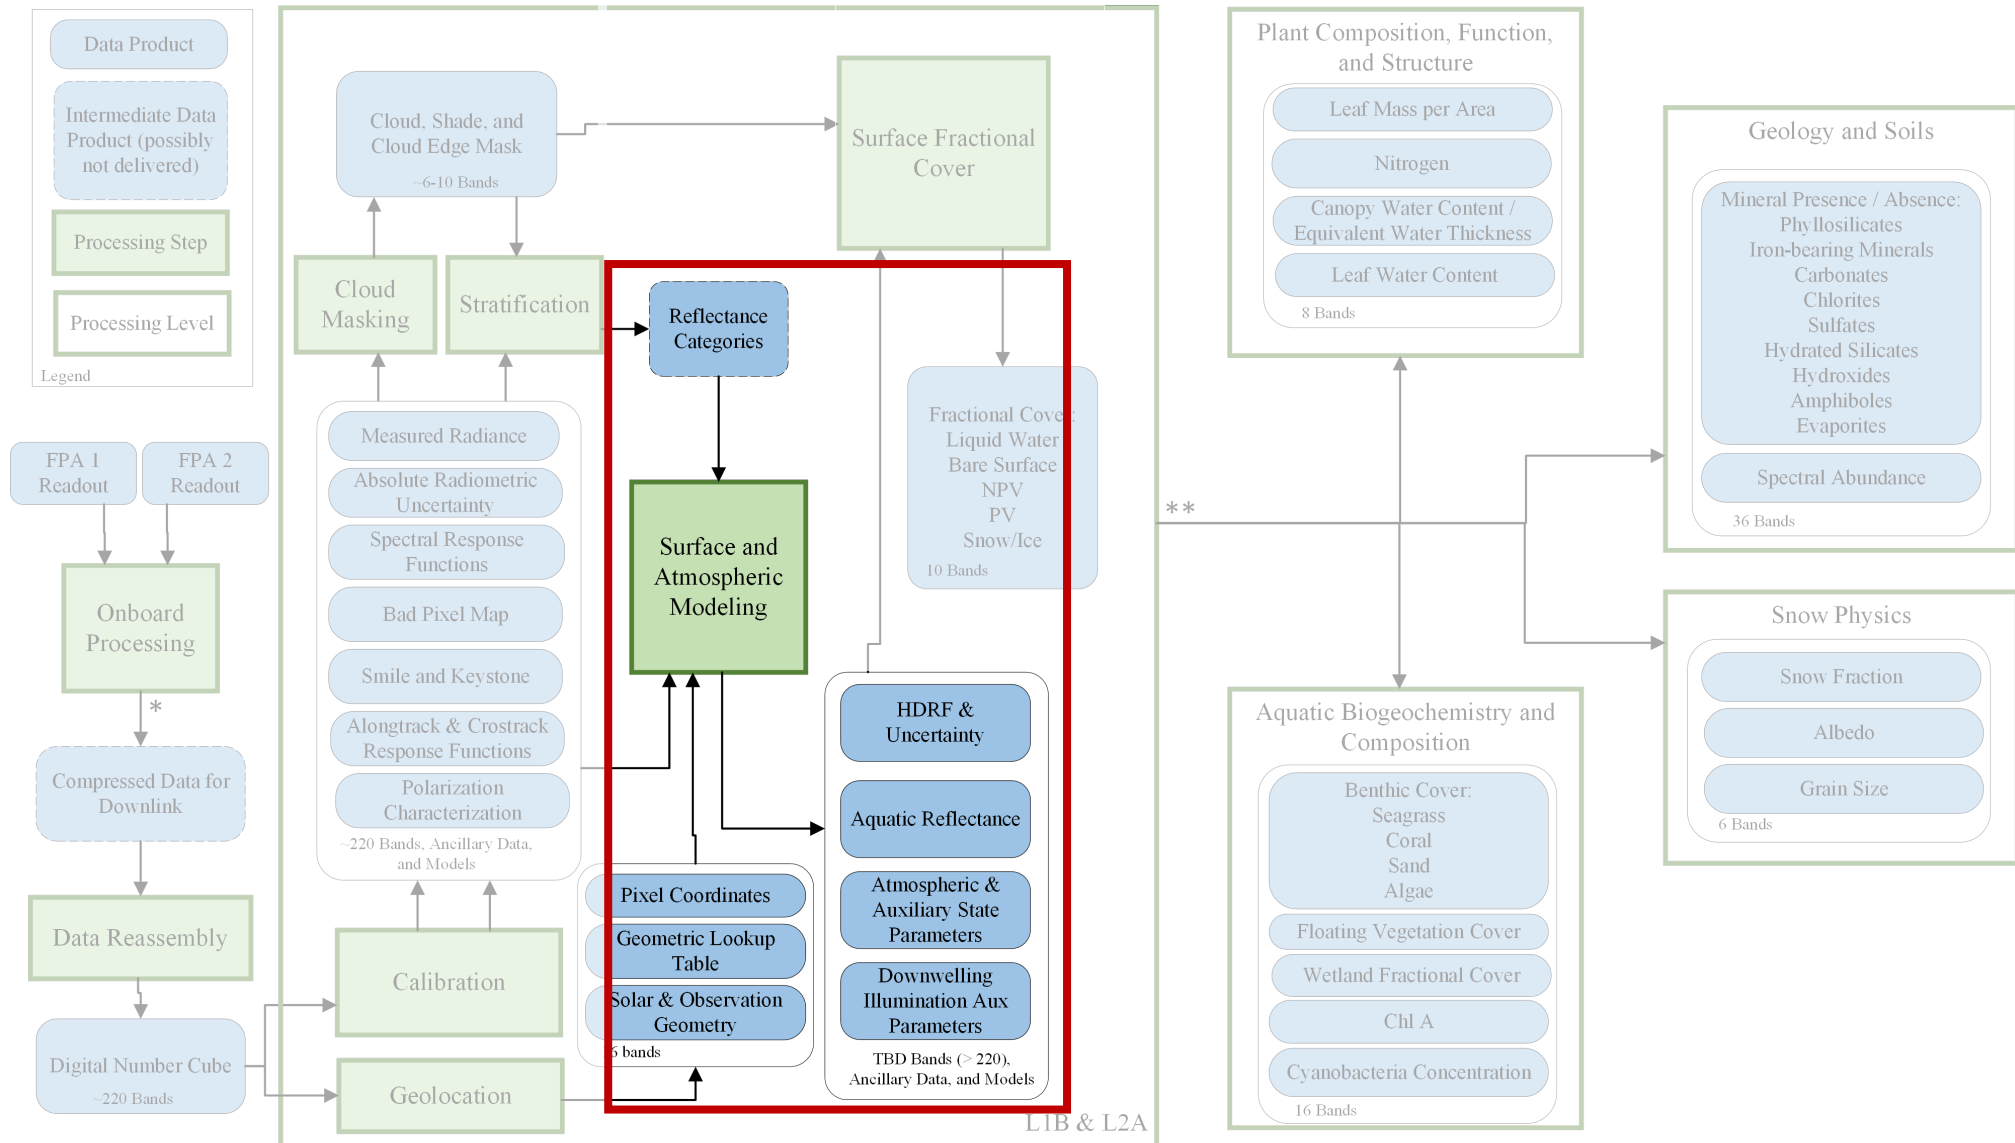 Data Product
Intermediate Data
Product (possibly
not delivered)
Processing Step
Processing Level
Legend
FPA 1
Readout
FPA 2
Readout
Onboard
Processing
*
Compressed Data for
Downlink
Data Reassembly
Digital Number Cube
~220 Bands
Cloud, Shade, and
Cloud Edge Mask
~6-10 Bands
Cloud
Masking
Stratification
Measured Radiance
Absolute Radiometric
Uncertainty
Spectral Response
Functions
Bad Pixel Map
Smile and Keystone
Alongtrack & Crostrack
Response Functions
Polarization
Characterization
~220 Bands, Ancillary Data,
and Models
Calibration
Geolocation
Reflectance
Categories
Surface and
Atmospheric
Modeling
Pixel Coordinates
Geometric Lookup
Table
Solar & Observation
Geometry
6 bands
Surface Fractional
Cover
Fractional Cover:
Liquid Water
Bare Surface
NPV
PV
Snow/Ice
10 Bands
HDRF &
Uncertainty
Aquatic Reflectance
Atmospheric &
Auxiliary State
Parameters
Downwelling
Illumination Aux
Parameters
TBD Bands (> 220),
Ancillary Data, and Models
L1B & L2A
**
Plant Composition, Function,
and Structure
Leaf Mass per Area
Nitrogen
Canopy Water Content /
Equivalent Water Thickness
Leaf Water Content
8 Bands
Aquatic Biogeochemistry and
Composition
Benthic Cover:
Seagrass
Coral
Sand
Algae
Floating Vegetation Cover
Wetland Fractional Cover
Chl A
Cyanobacteria Concentration
16 Bands
Geology and Soils
Mineral Presence / Absence:
Phyllosilicates
Iron-bearing Minerals
Carbonates
Chlorites
Sulfates
Hydrated Silicates
Hydroxides
Amphiboles
Evaporites
Spectral Abundance
36 Bands
Snow Physics
Snow Fraction
Albedo
Grain Size
6 Bands